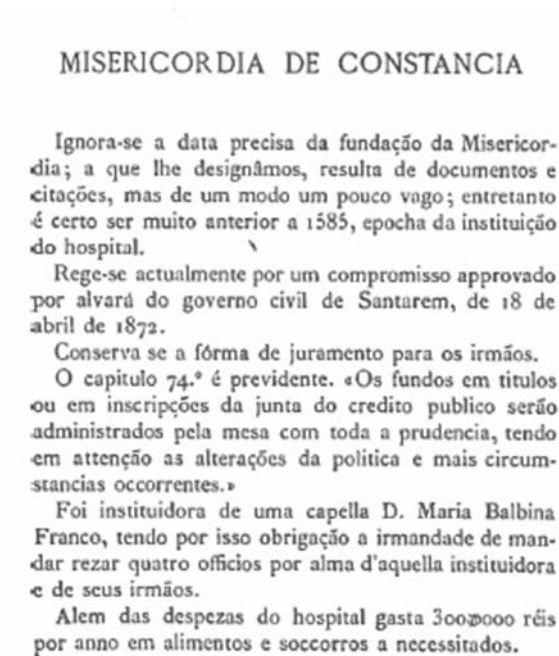 MISERICORDIA DE CONSTANCIA
Ignora-se a data precisa da fundação da Misericor-
dia; a que lhe designâmos, resulta de documentos e
citações, mas de um modo um pouco vago; entretanto
é certo ser muito anterior a 1585, epocha da instituição
do hospital.
Rege-se actualmente por um compromisso approvado
por alvará do governo civil de Santarem, de 18 de
abril de 1872.
Conserva se a fórma de juramento para os irmãos.
O capitulo 74.º é previdente. «Os fundos em titulos
ou em inscripções da junta do credito publico serão
administrados pela mesa com toda a prudencia, tendo
em attenção as alterações da politica e mais circum-
stancias occorrentes.»
Foi instituidora de uma capella D. Maria Balbina
Franco, tendo por isso obrigação a irmandade de man-
dar rezar quatro officios por alma d'aquella instituidora
e de seus irmãos.
Alem das despezas do hospital gasta 300$000 réis
por anno em alimentos e soccorros a necessitados.